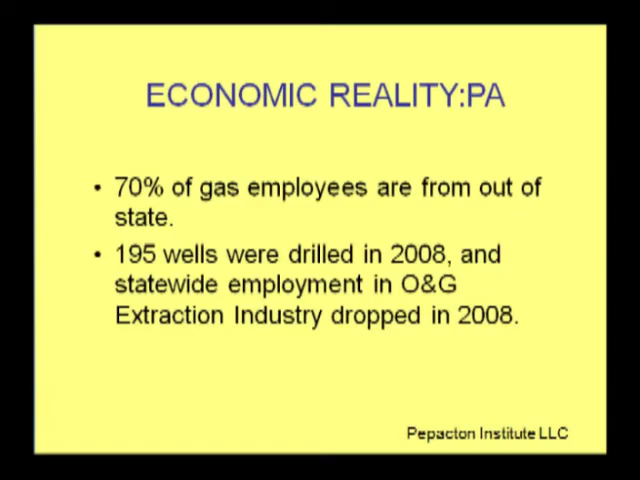 ECONOMIC REALITY:PA
• 70% of gas employees are from out of
state.
• 195 wells were drilled in 2008, and
statewide employment in O&G
Extraction Industry dropped in 2008.
Pepacton Institute LLC